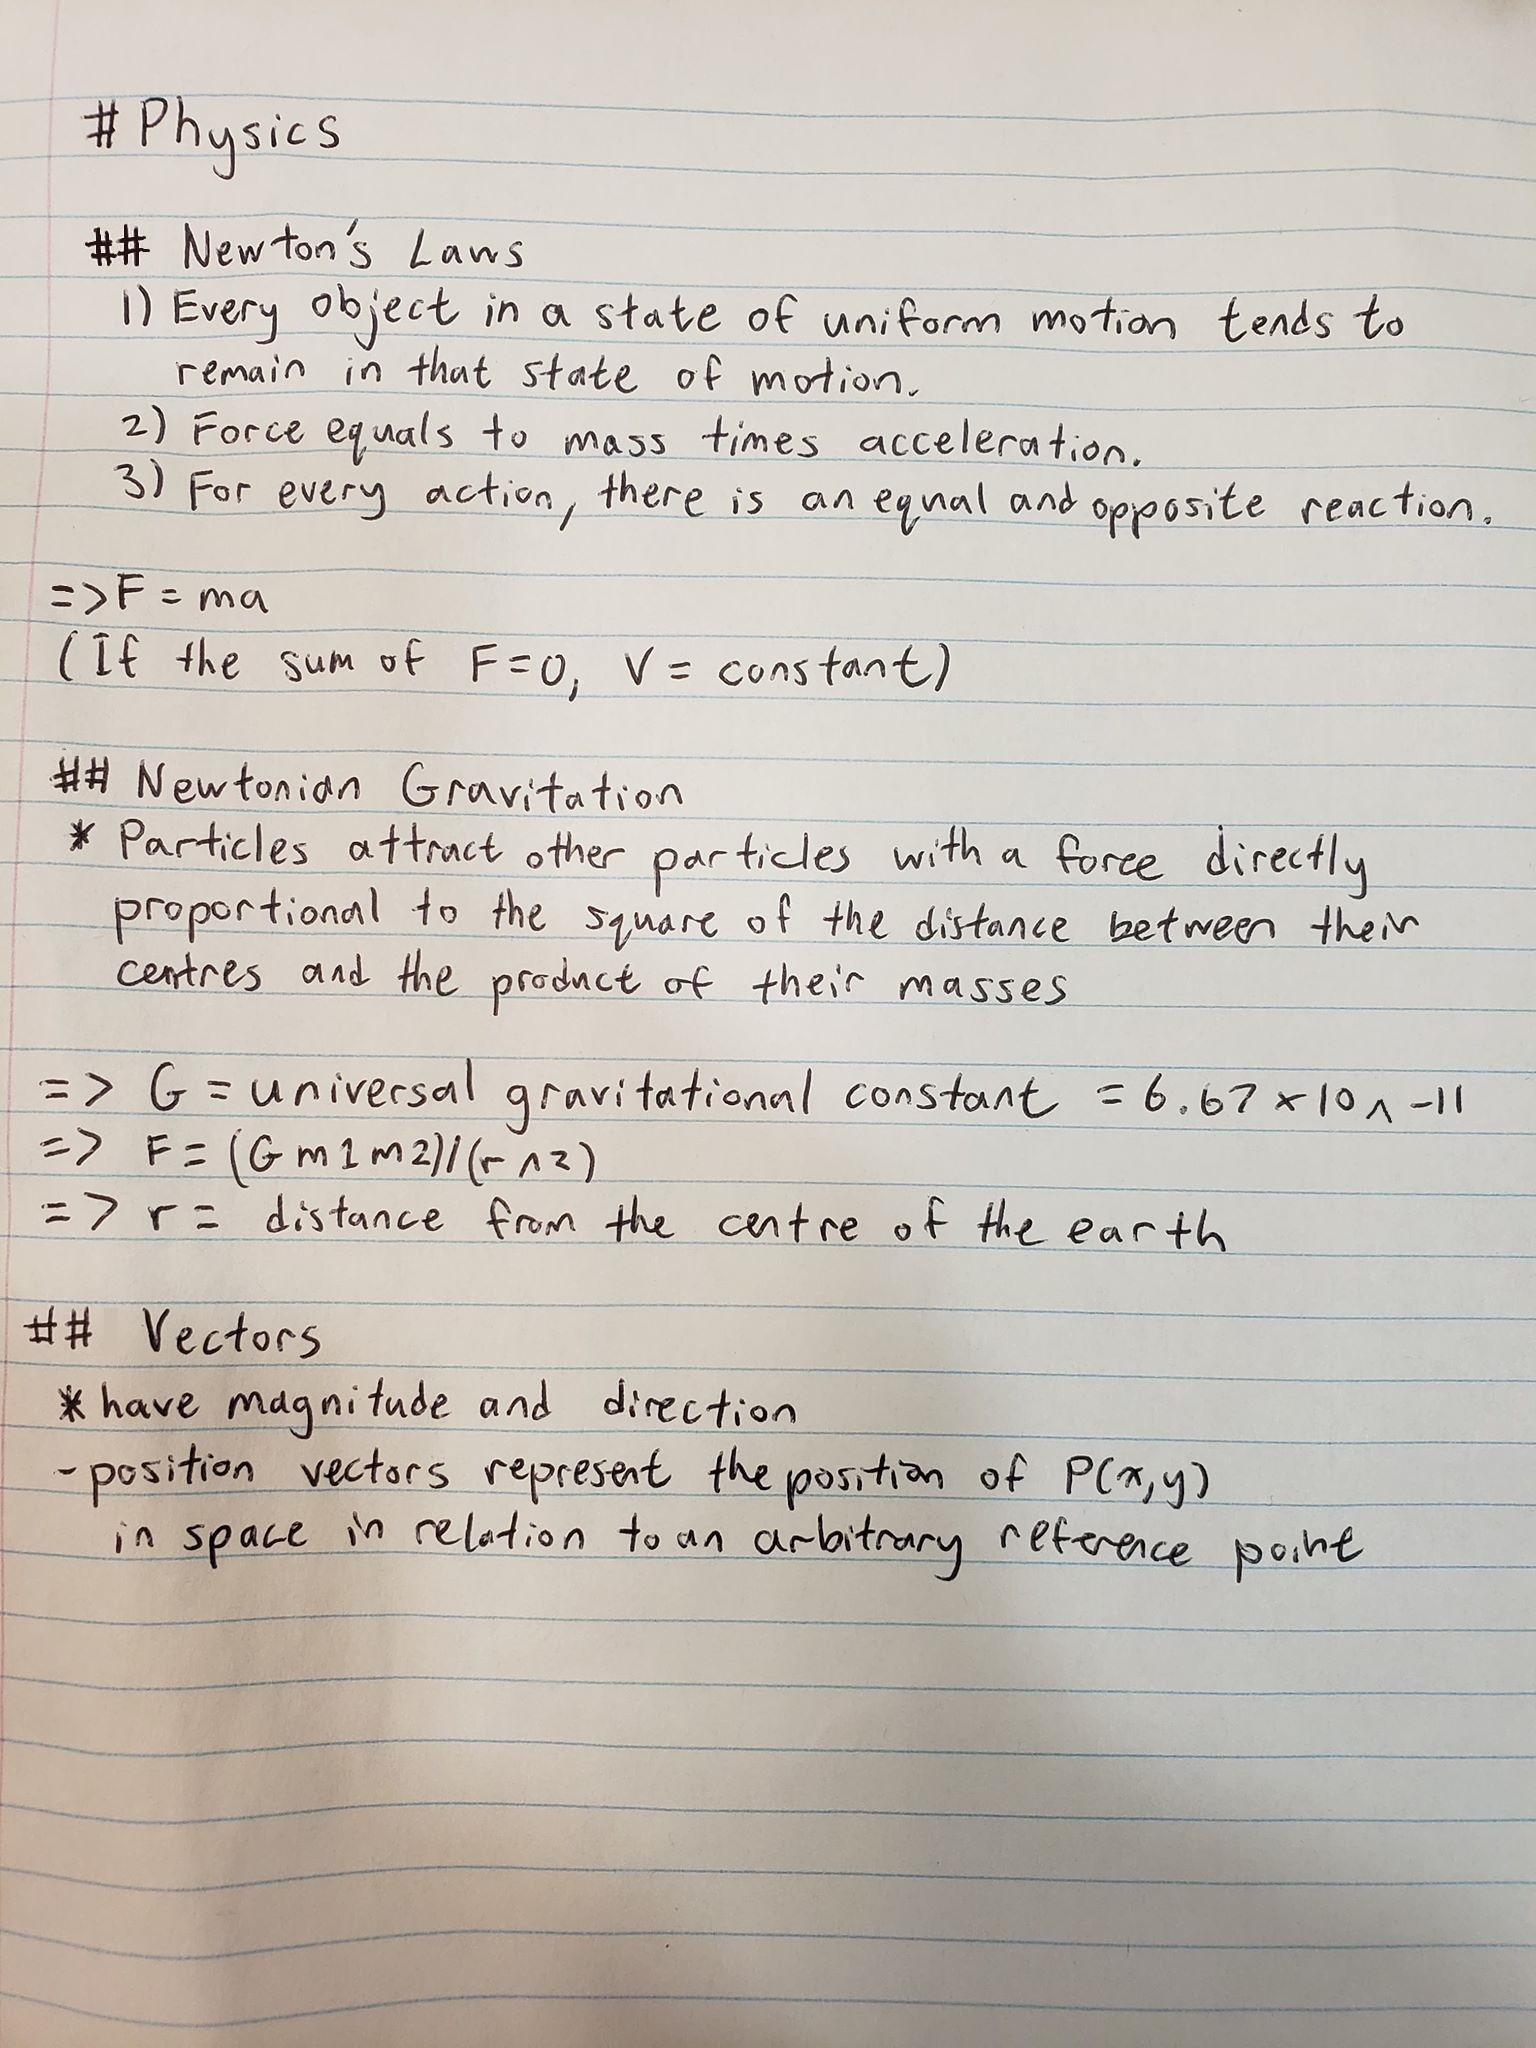 # Physics
## Newton's Laws
1) Every object in a state of uniform motion tends to
remain in that state of motion.
2) Force equals to mass times acceleration.
3) For every action, there is an equal and opposite reaction.
=> F = ma
(If the sum of F=0, V = constant)
## Newtonian Gravitation
* Particles attract other particles with a force directly
proportional to the square of the distance between their
centres and the product of their masses
=> G = universal gravitational constant = 6.67 x 10 ^ -11
=> F = (G m1 m2)/(r ^2)
=> r = distance from the centre of the earth
## Vectors
* have magnitude and direction
- position vectors represent the position of P(x,y)
in space in relation to an arbitrary reference point